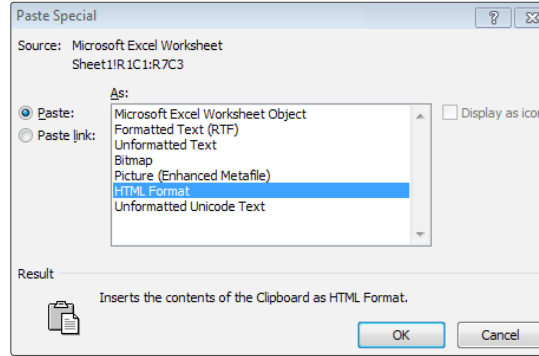 Paste Special
Source: Microsoft Excel Worksheet
Sheet1!R1C1:R7C3
As:
Paste:
Paste link:
Microsoft Excel Worksheet Object
Formatted Text (RTF)
Unformatted Text
Bitmap
Picture (Enhanced Metafile)
HTML Format
Unformatted Unicode Text
Display as icon
Result
Inserts the contents of the Clipboard as HTML Format.
OK
Cancel